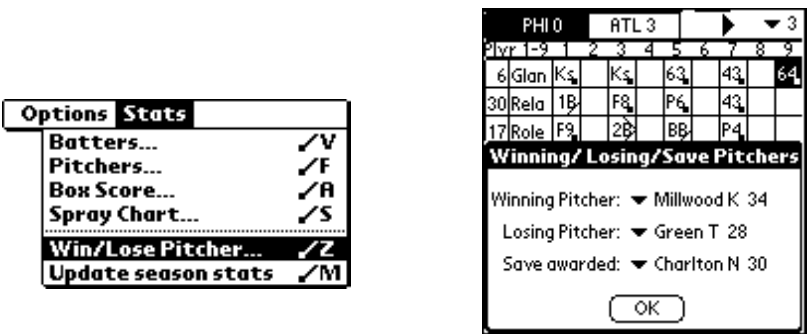 Options Stats
Batters... /V
Pitchers... /F
Box Score... /A
Spray Chart... /S
Win/Lose Pitcher... /Z
Update season stats /M
PHI 0 ATL 3 3
Plyr 1-9 1 2 3 4 5 6 7 8 9
6 Glan Ks Ks 63 43 64
30 Rela 1B F8 P6 43
17 Role F9 2B BB P4
Winning/Losing/Save Pitchers
Winning Pitcher: Millwood K 34
Losing Pitcher: Green T 28
Save awarded: Charlton N 30
OK